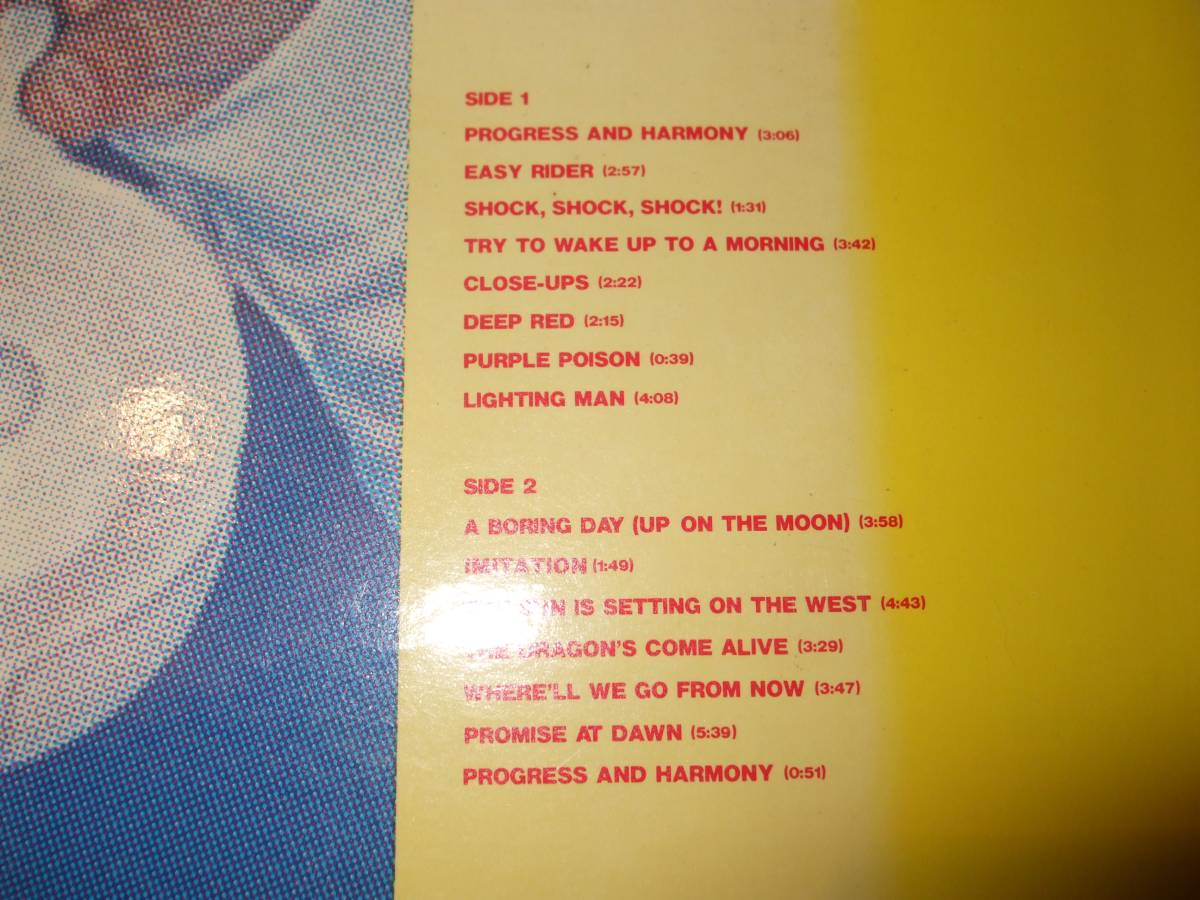 SIDE 1
PROGRESS AND HARMONY (3:06)
EASY RIDER (2:57)
SHOCK, SHOCK, SHOCK! (1:31)
TRY TO WAKE UP TO A MORNING (3:42)
CLOSE-UPS (2:22)
DEEP RED (2:15)
PURPLE POISON (0:39)
LIGHTING MAN (4:08)
SIDE 2
A BORING DAY (UP ON THE MOON) (3:58)
IMITATION (1:49)
SUN IS SETTING ON THE WEST (4:43)
THE DRAGON'S COME ALIVE (3:29)
WHERE'LL WE GO FROM NOW (3:47)
PROMISE AT DAWN (5:39)
PROGRESS AND HARMONY (0:51)